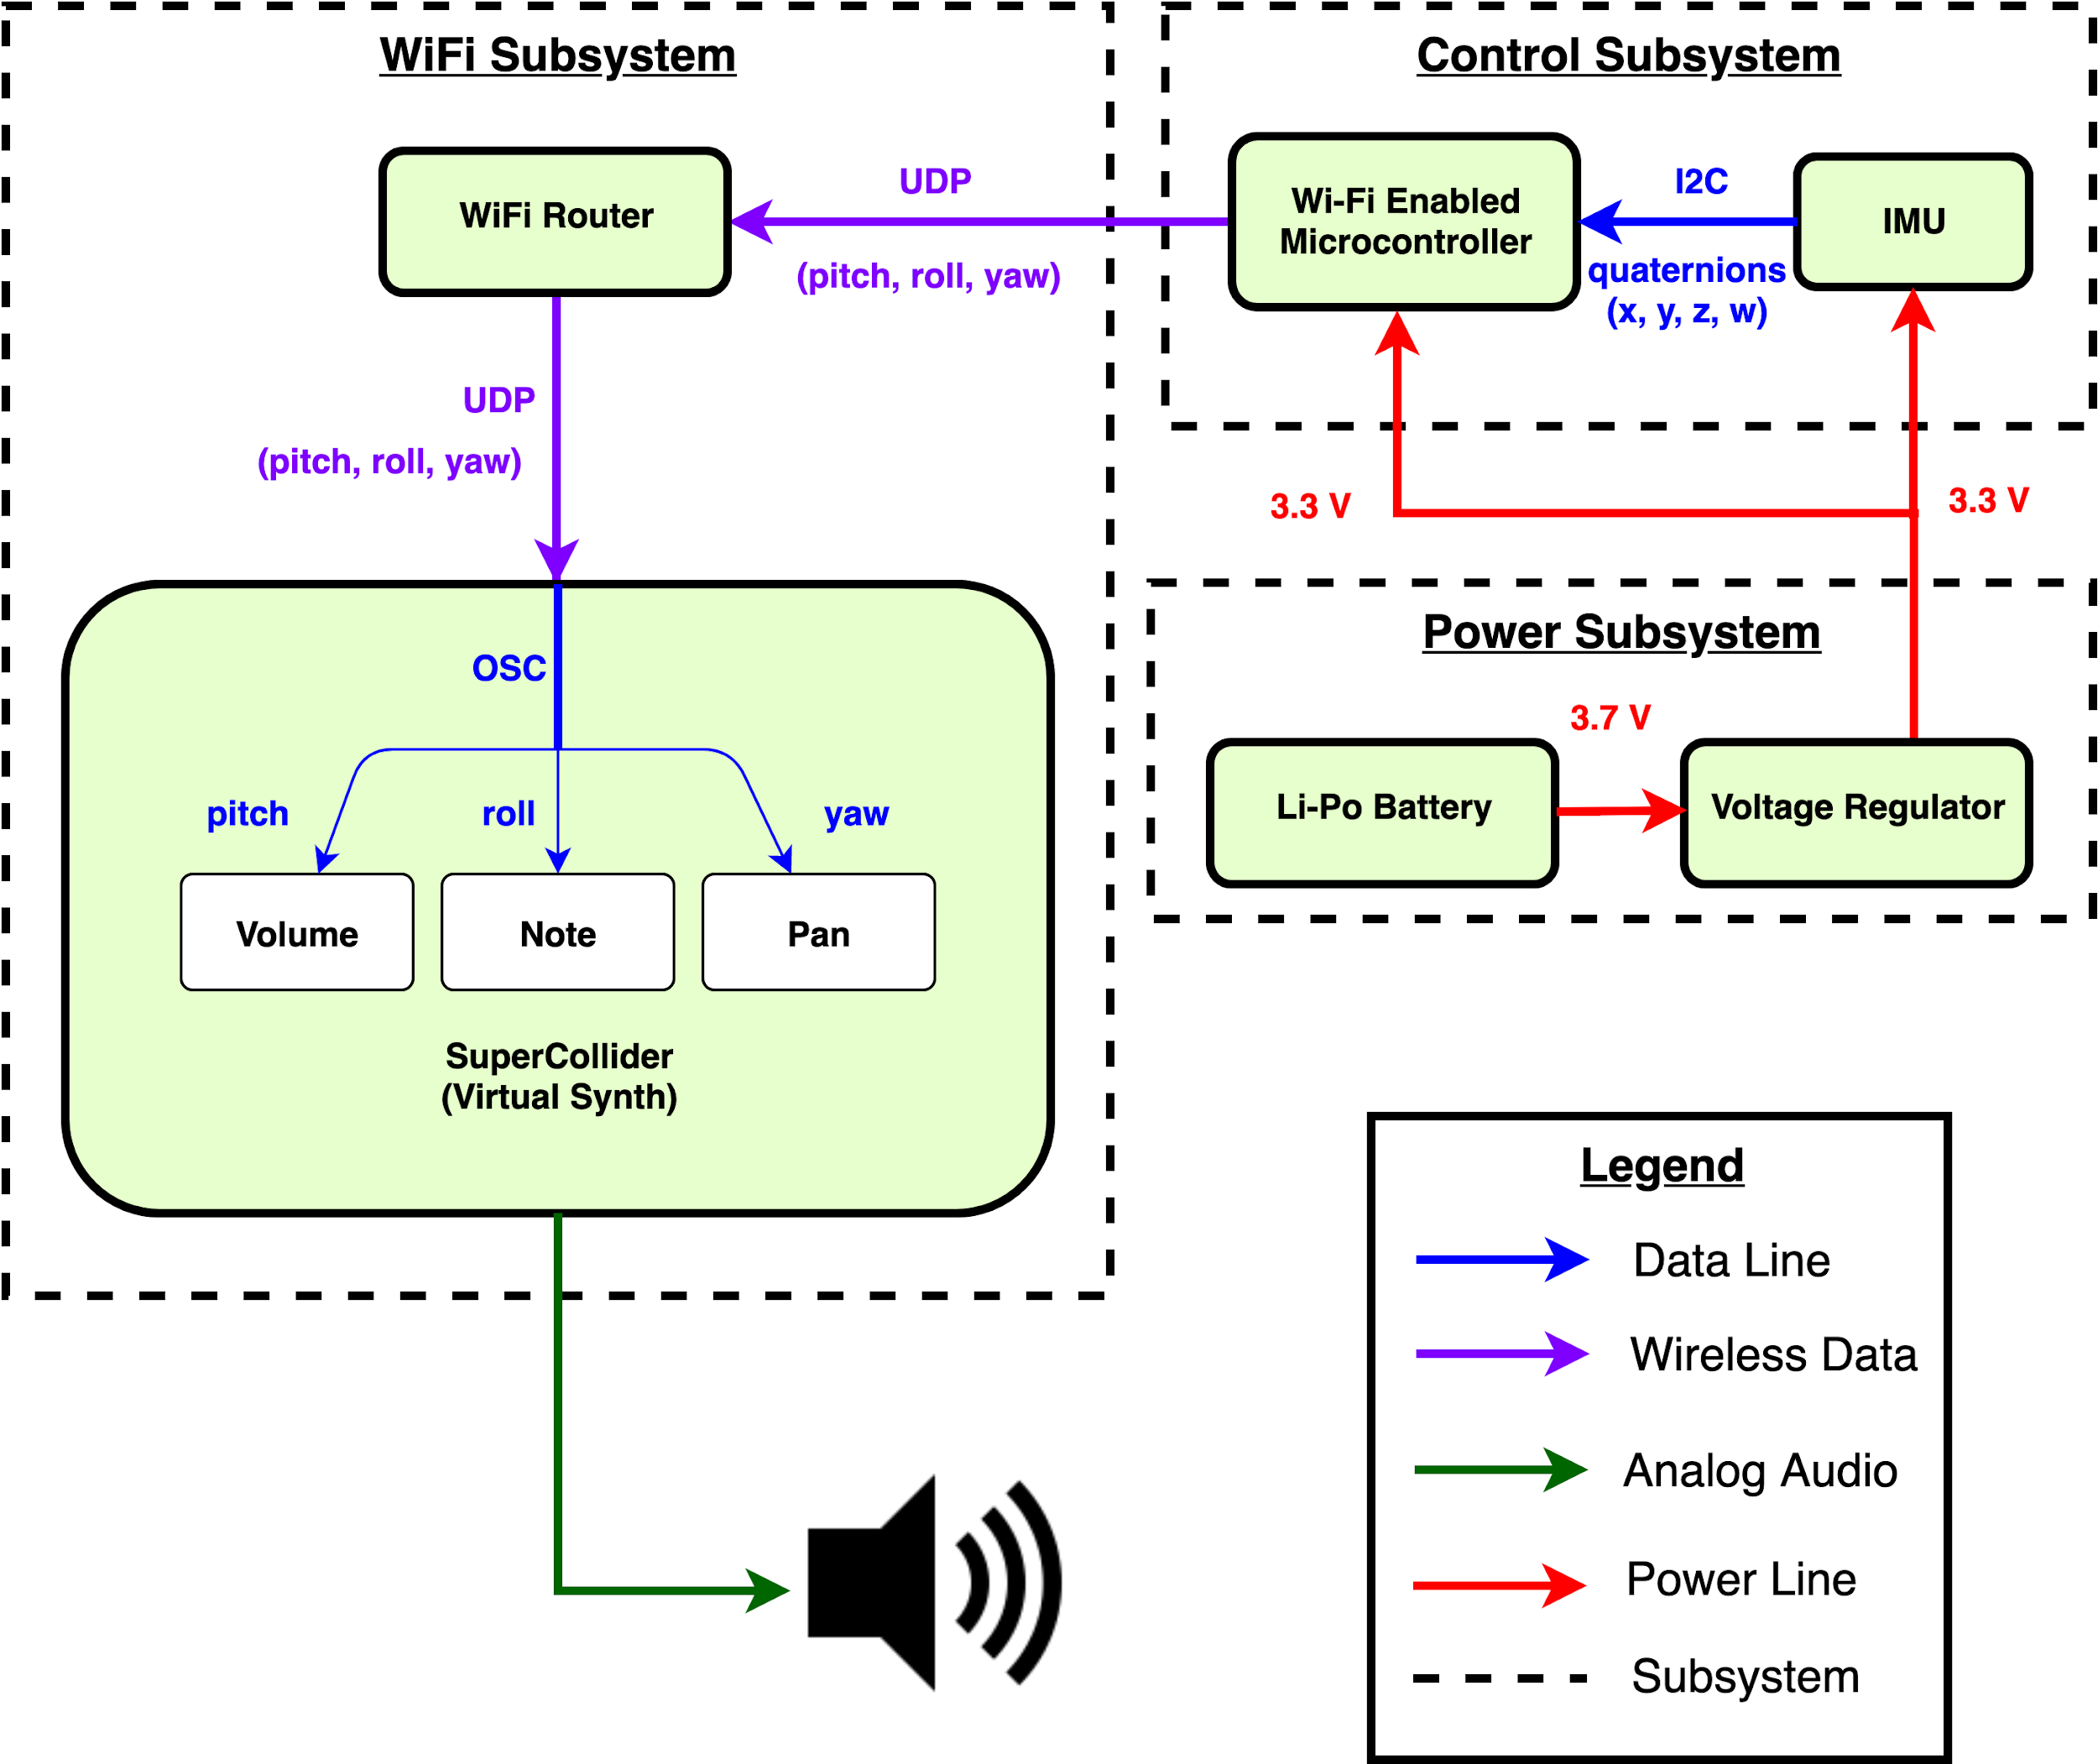 WiFi Subsystem
WiFi Router
UDP
(pitch, roll, yaw)
UDP
(pitch, roll, yaw)
OSC
pitch
roll
yaw
Volume
Note
Pan
SuperCollider
(Virtual Synth)
Control Subsystem
Wi-Fi Enabled
Microcontroller
I2C
quaternions
(x, y, z, w)
IMU
3.3 V
3.3 V
Power Subsystem
3.7 V
Li-Po Battery
Voltage Regulator
Legend
Data Line
Wireless Data
Analog Audio
Power Line
Subsystem